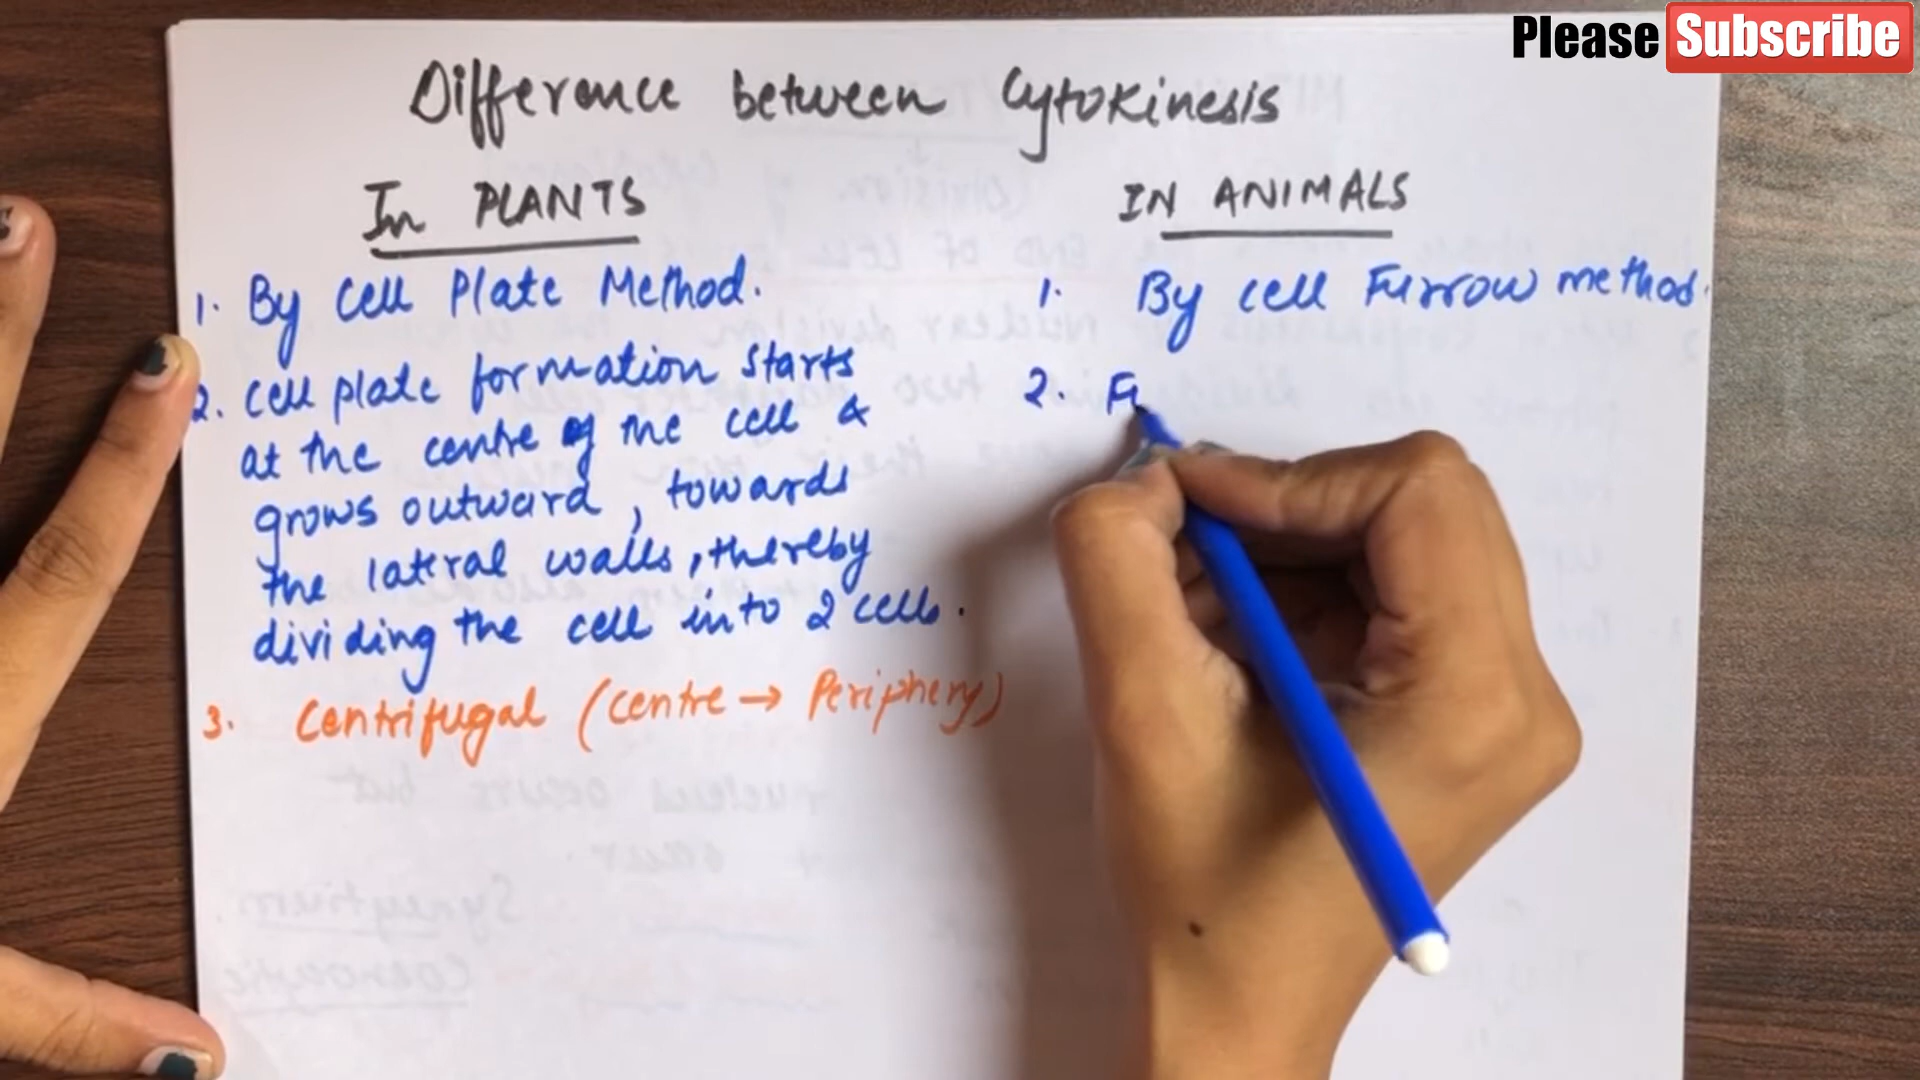 Please Subscribe
Difference between Cytokinesis
In PLANTS
IN ANIMALS
1. By Cell Plate Method.
2. Cell plate formation starts
at the centre of the cell &
grows outward, towards
the lateral walls, thereby
dividing the cell into 2 cells.
3. Centrifugal (Centre → Periphery)
1. By cell Furrow method.
2. Fu